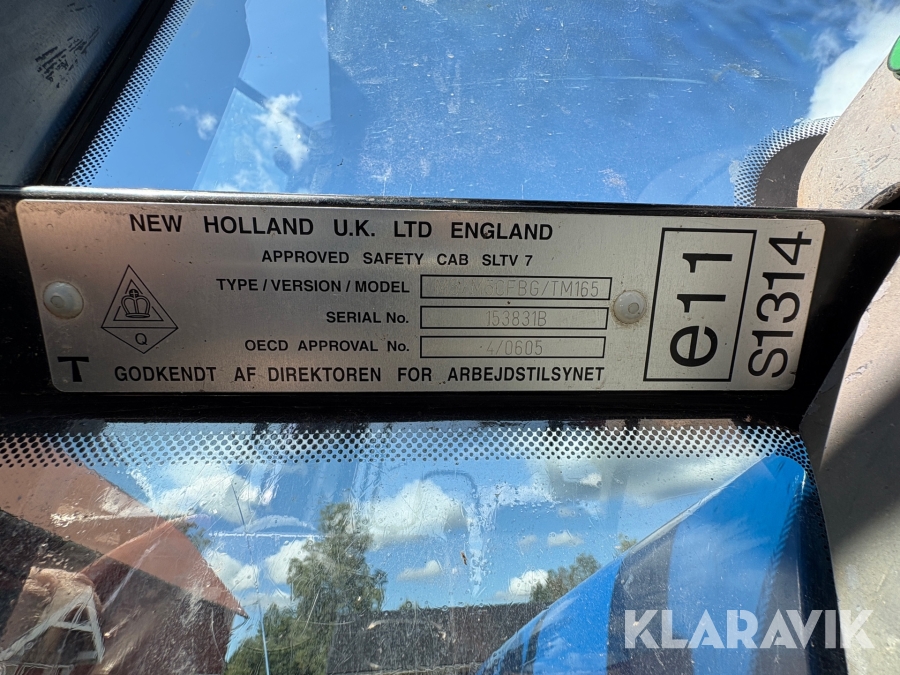 NEW HOLLAND U.K. LTD ENGLAND
APPROVED SAFETY CAB SLTV 7
TYPE / VERSION / MODEL
SERIAL No. 153831B
OECD APPROVAL No. 4/0605
T GODKENDT AF DIREKTOREN FOR ARBEJDSTILSYNET
Q
e11
S1314
KLARAVIK